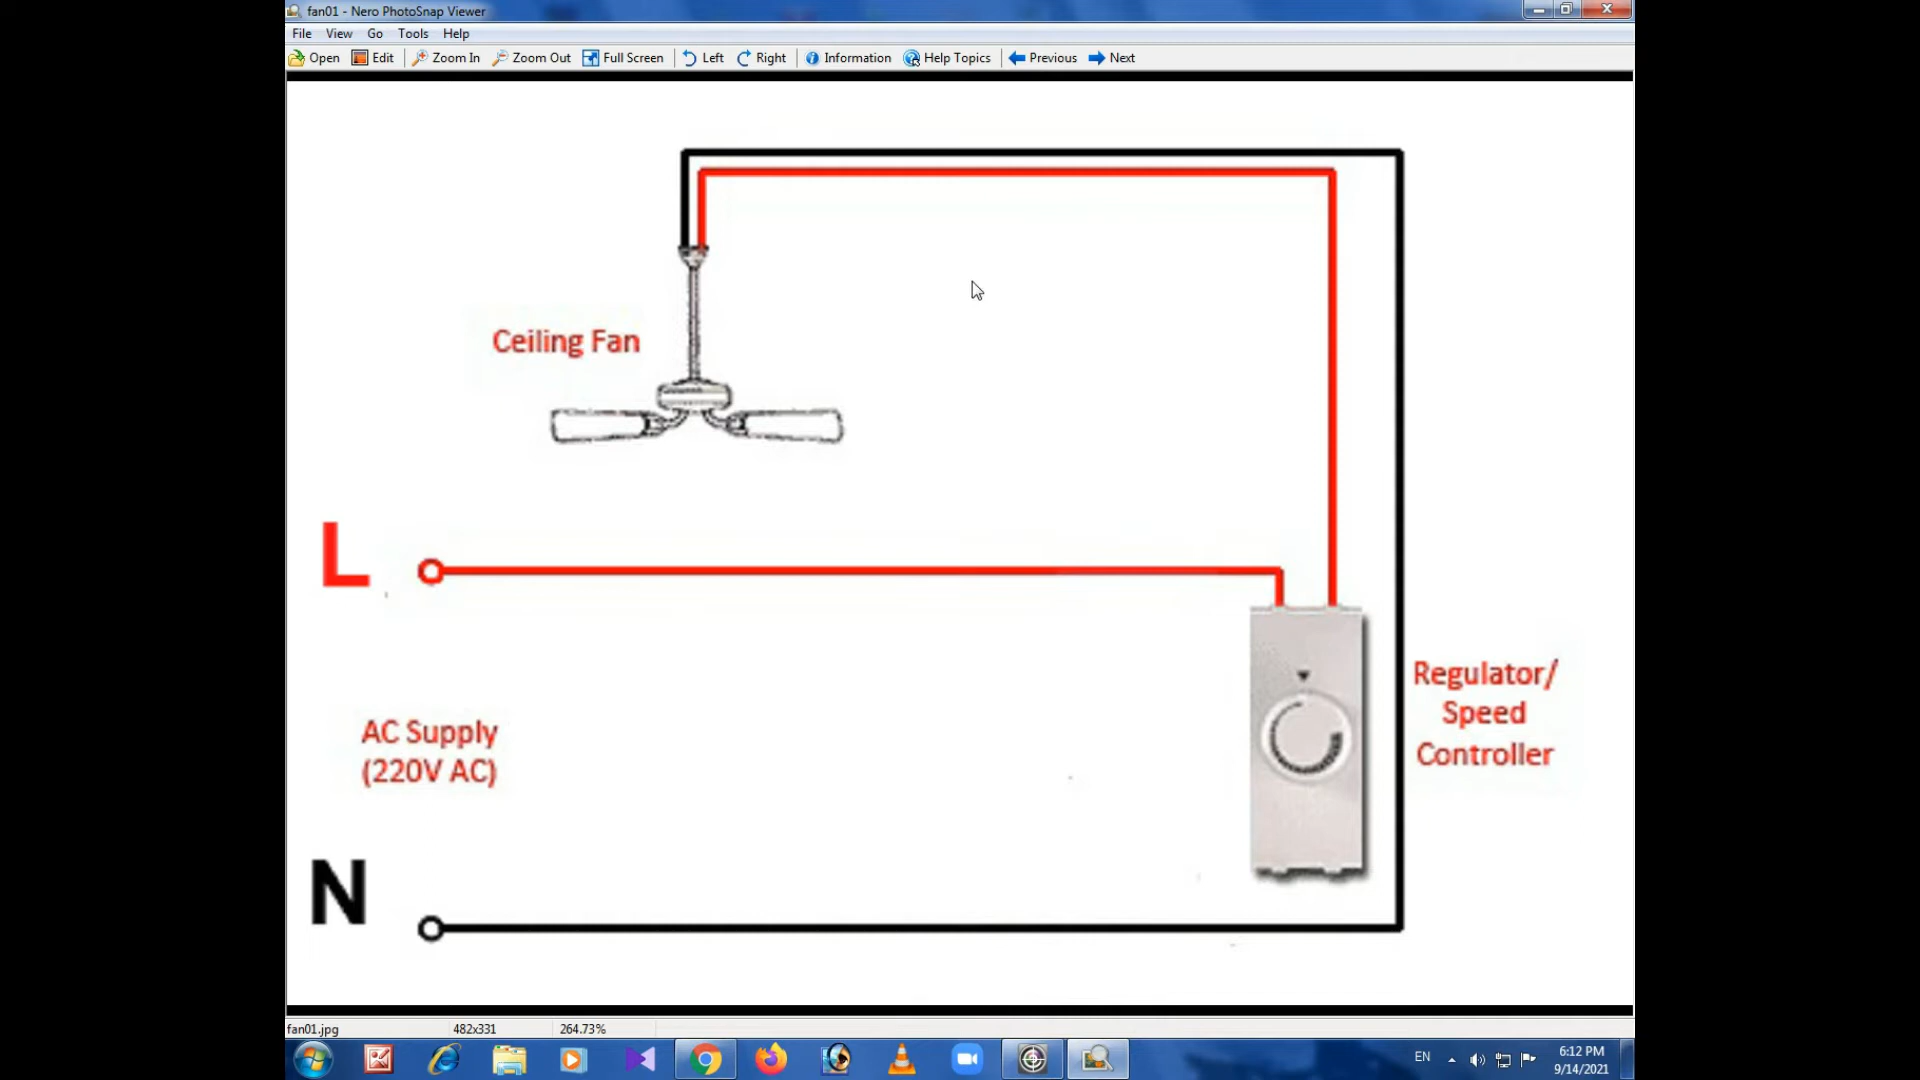 fan01 - Nero PhotoSnap Viewer
File View Go Tools Help
Open Edit Zoom In Zoom Out Full Screen Left Right Information Help Topics Previous Next
Ceiling Fan
L
Regulator/
Speed
Controller
AC Supply
(220V AC)
N
fan01.jpg 482x331 264.73%
EN 6:12 PM
9/14/2021